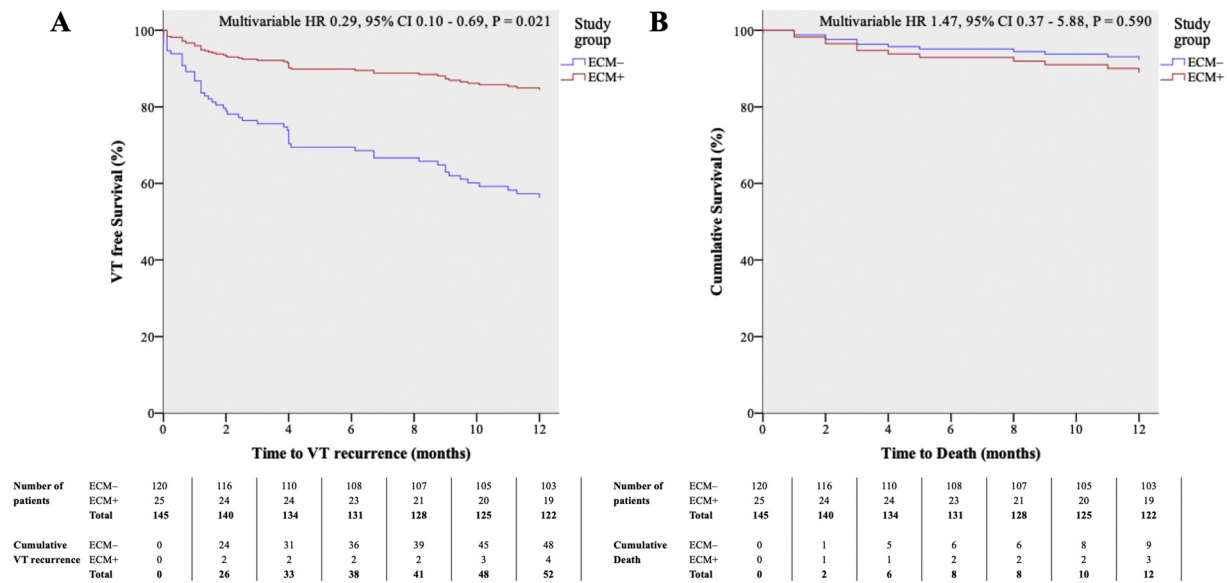 A
Multivariable HR 0.29, 95% CI 0.10 - 0.69, P = 0.021
Study
group
ECM–
ECM+
VT free Survival (%)
100
80
60
40
20
0
0 2 4 6 8 10 12
Time to VT recurrence (months)
Number of patients ECM– 120 116 110 108 107 105 103
ECM+ 25 24 24 23 21 20 19
Total 145 140 134 131 128 125 122
Cumulative VT recurrence ECM– 0 24 31 36 39 45 48
ECM+ 0 2 2 2 2 3 4
Total 0 26 33 38 41 48 52
B
Multivariable HR 1.47, 95% CI 0.37 - 5.88, P = 0.590
Study
group
ECM–
ECM+
Cumulative Survival (%)
100
80
60
40
20
0
0 2 4 6 8 10 12
Time to Death (months)
Number of patients ECM– 120 116 110 108 107 105 103
ECM+ 25 24 24 23 21 20 19
Total 145 140 134 131 128 125 122
Cumulative Death ECM– 0 1 5 6 6 8 9
ECM+ 0 1 1 2 2 2 3
Total 0 2 6 8 8 10 12